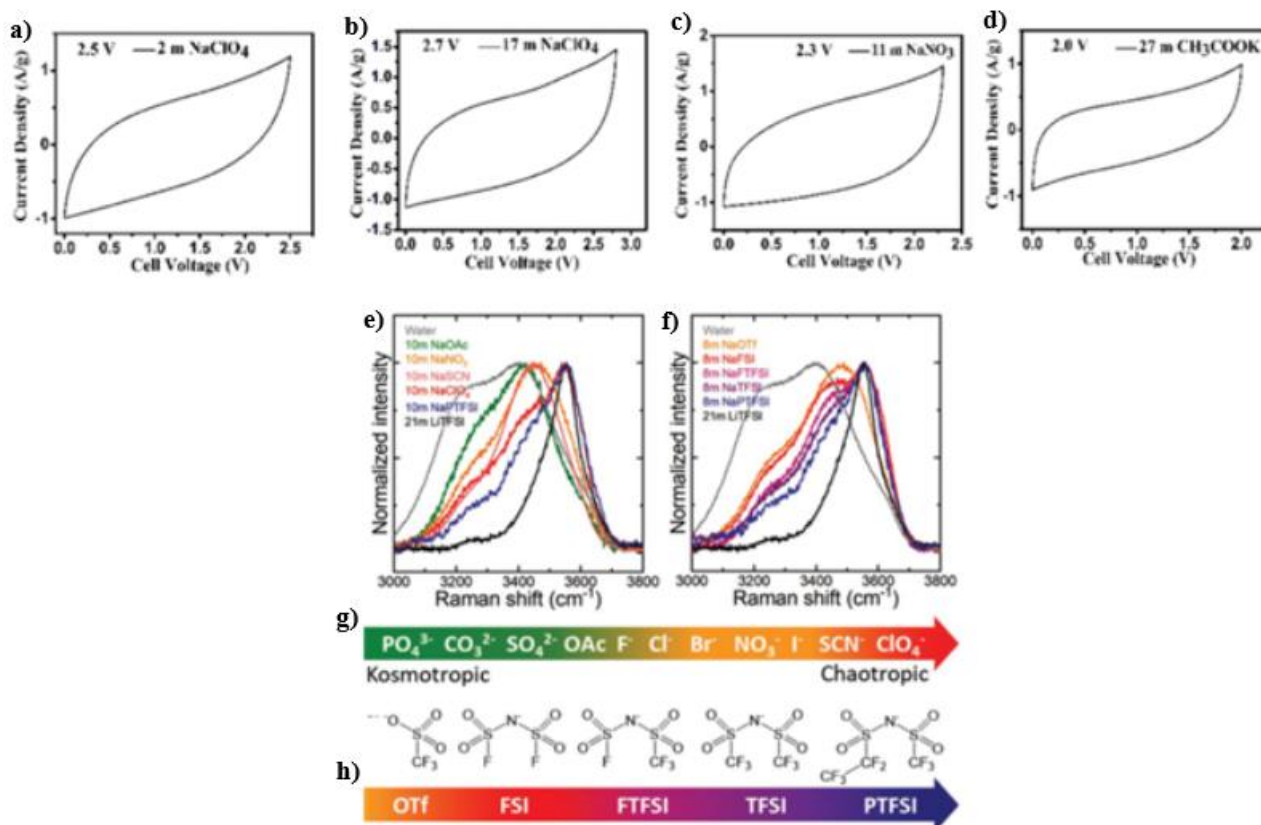 a)
2.5 V — 2 m NaClO₄
Current Density (A/g)
1
0
-1
0.0 0.5 1.0 1.5 2.0 2.5
Cell Voltage (V)
b)
2.7 V — 17 m NaClO₄
Current Density (A/g)
1.5
1.0
0.5
0.0
-0.5
-1.0
-1.5
0.0 0.5 1.0 1.5 2.0 2.5 3.0
Cell Voltage (V)
c)
2.3 V — 11 m NaNO₃
Current Density (A/g)
2
1
0
-1
0.0 0.5 1.0 1.5 2.0 2.5
Cell Voltage (V)
d)
2.0 V — 27 m CH₃COOK
Current Density (A/g)
1
0
-1
0.0 0.5 1.0 1.5 2.0
Cell Voltage (V)
e)
Water
10m NaOAc
10m NaNO₃
10m NaSCN
10m NaClO₄
10m NaPTFSI
21m LiTFSI
Normalized intensity
3000 3200 3400 3600 3800
Raman shift (cm⁻¹)
f)
Water
8m NaOTf
8m NaFSI
8m NaFTFSI
8m NaTFSI
8m NaPTFSI
21m LiTFSI
Normalized intensity
3000 3200 3400 3600 3800
Raman shift (cm⁻¹)
g)
PO₄³⁻ CO₃²⁻ SO₄²⁻ OAc F⁻ Cl⁻ Br⁻ NO₃⁻ I⁻ SCN⁻ ClO₄⁻
Kosmotropic Chaotropic
O S O O CF₃
O S O N⁻ O S O F F
O S O N⁻ O S O F CF₃
O S O N⁻ O S O CF₃ CF₃
O S O N⁻ O S O CF₃ CF₂ CF₃
h)
OTf FSI FTFSI TFSI PTFSI